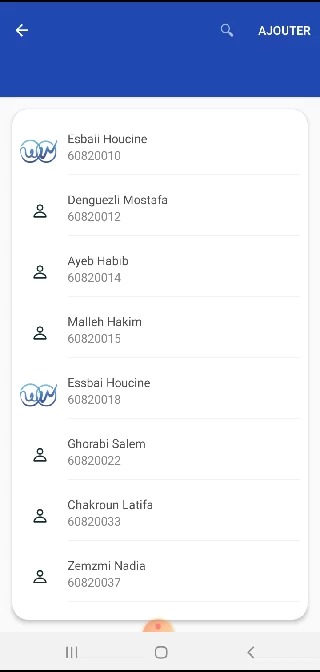 AJOUTER
Esbaii Houcine
60820010
Denguezli Mostafa
60820012
Ayeb Habib
60820014
Malleh Hakim
60820015
Essbai Houcine
60820018
Ghorabi Salem
60820022
Chakroun Latifa
60820033
Zemzmi Nadia
60820037